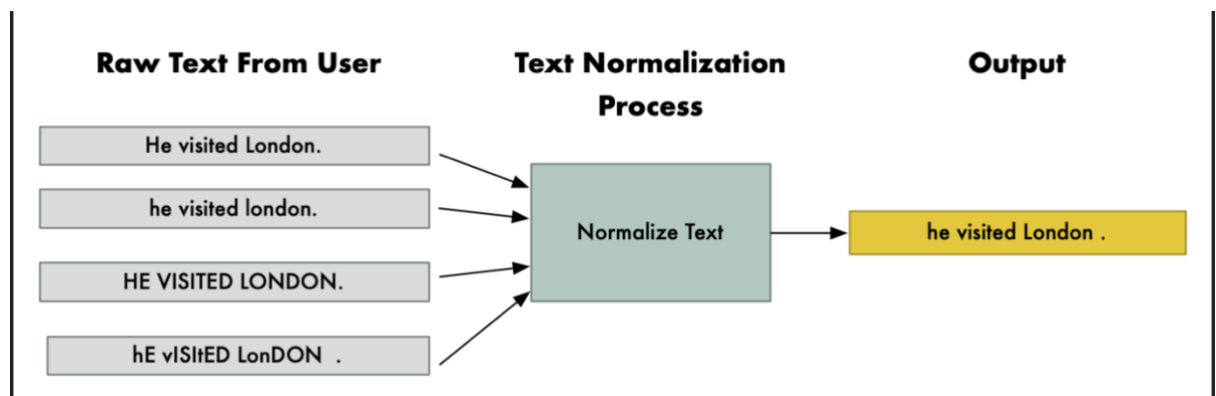 Raw Text From User
Text Normalization
Process
Output
He visited London.
he visited london.
HE VISITED LONDON.
hE vISItED LonDON  .
Normalize Text
he visited London .